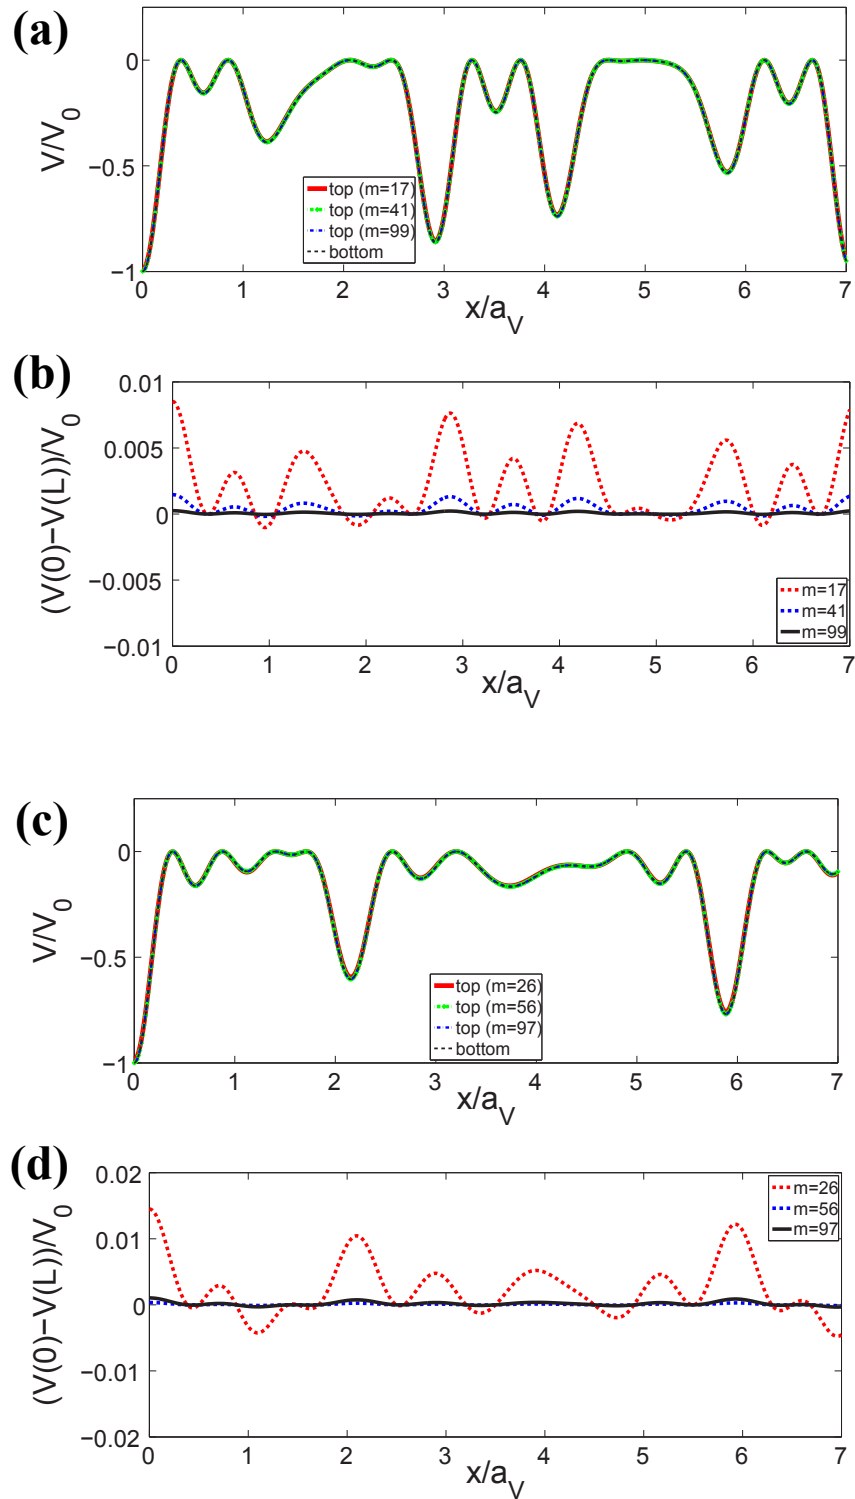 (a)
0
−0.5
−1
V/V0
top (m=17)
top (m=41)
top (m=99)
bottom
0 1 2 3 4 5 6 7
x/aV
(b)
0.01
0.005
0
−0.005
−0.01
(V(0)−V(L))/V0
m=17
m=41
m=99
0 1 2 3 4 5 6 7
x/aV
(c)
0
−0.5
−1
V/V0
top (m=26)
top (m=56)
top (m=97)
bottom
0 1 2 3 4 5 6 7
x/aV
(d)
0.02
0.01
0
−0.01
−0.02
(V(0)−V(L))/V0
m=26
m=56
m=97
0 1 2 3 4 5 6 7
x/aV